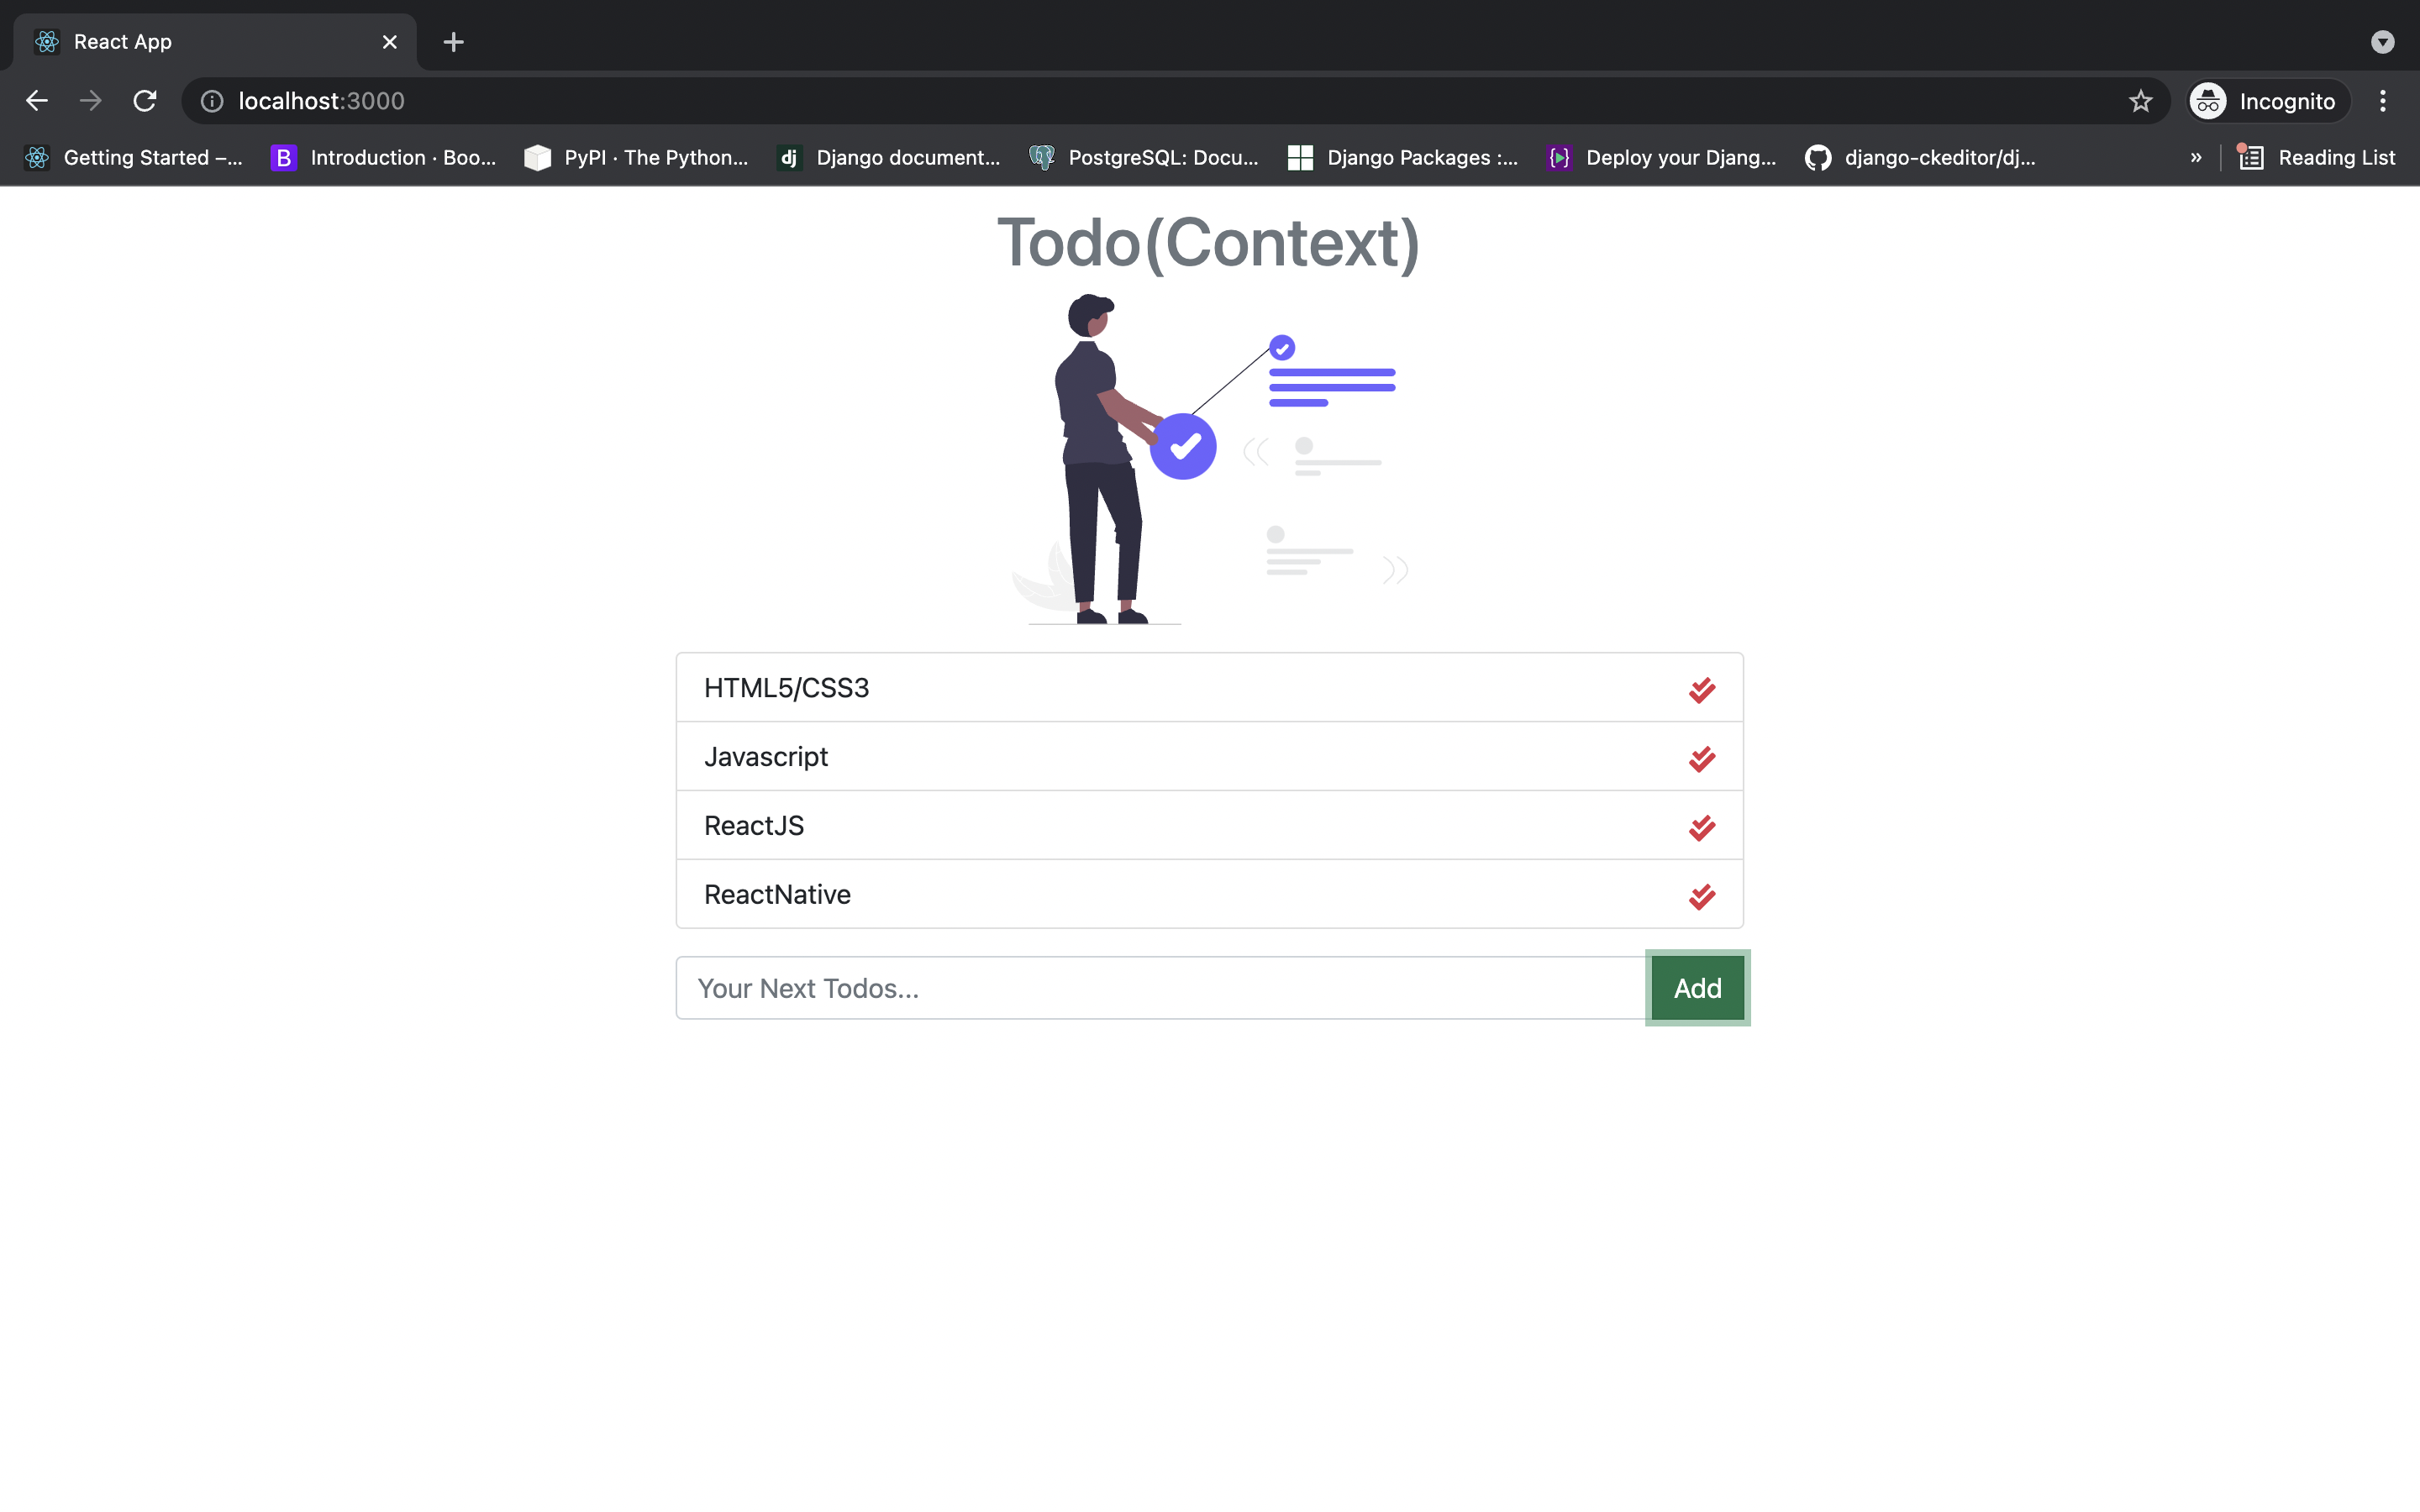 React App
localhost:3000
Incognito
Getting Started –...
B
Introduction · Boo...
PyPI · The Python...
dj
Django document...
PostgreSQL: Docu...
Django Packages :...
Deploy your Djang...
django-ckeditor/dj...
»
Reading List
Todo(Context)
HTML5/CSS3
Javascript
ReactJS
ReactNative
Your Next Todos...
Add